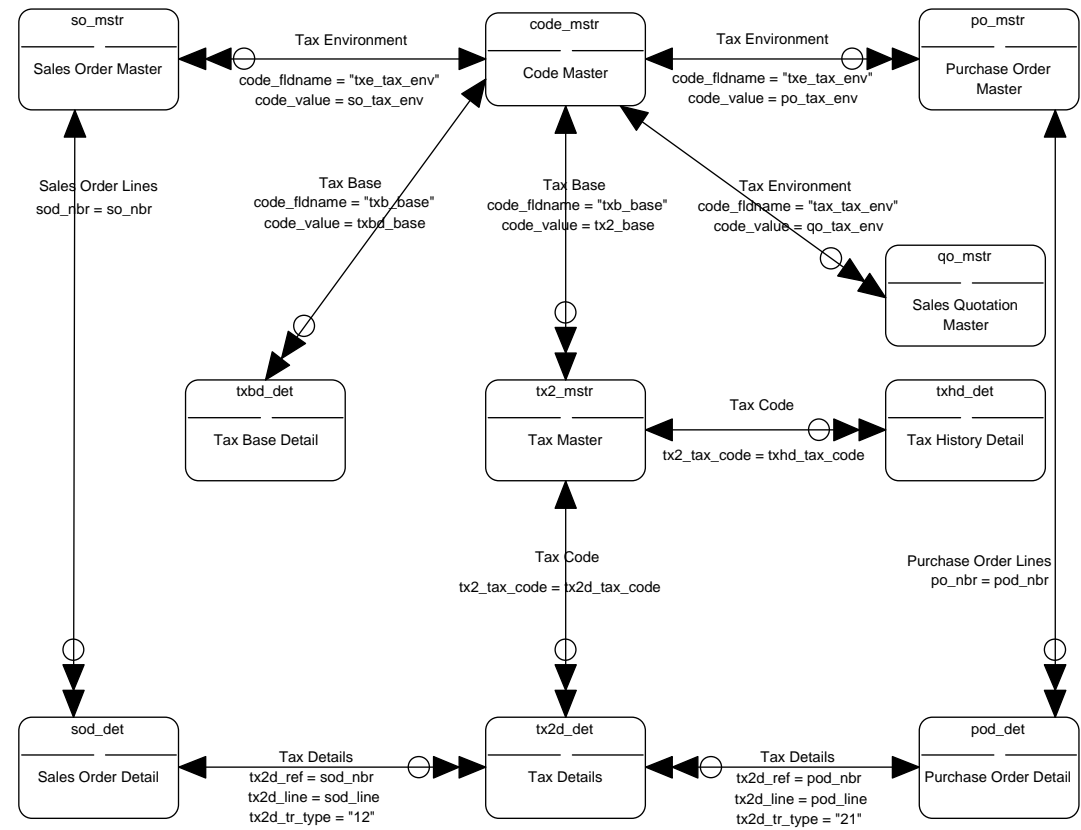 so_mstr
Sales Order Master
Tax Environment
code_fldname = "txe_tax_env"
code_value = so_tax_env
code_mstr
Code Master
Tax Environment
code_fldname = "txe_tax_env"
code_value = po_tax_env
po_mstr
Purchase Order
Master
Sales Order Lines
sod_nbr = so_nbr
Tax Base
code_fldname = "txb_base"
code_value = txbd_base
Tax Base
code_fldname = "txb_base"
code_value = tx2_base
Tax Environment
code_fldname = "tax_tax_env"
code_value = qo_tax_env
qo_mstr
Sales Quotation
Master
txbd_det
Tax Base Detail
tx2_mstr
Tax Master
Tax Code
tx2_tax_code = txhd_tax_code
txhd_det
Tax History Detail
Tax Code
tx2_tax_code = tx2d_tax_code
Purchase Order Lines
po_nbr = pod_nbr
sod_det
Sales Order Detail
Tax Details
tx2d_ref = sod_nbr
tx2d_line = sod_line
tx2d_tr_type = "12"
tx2d_det
Tax Details
Tax Details
tx2d_ref = pod_nbr
tx2d_line = pod_line
tx2d_tr_type = "21"
pod_det
Purchase Order Detail